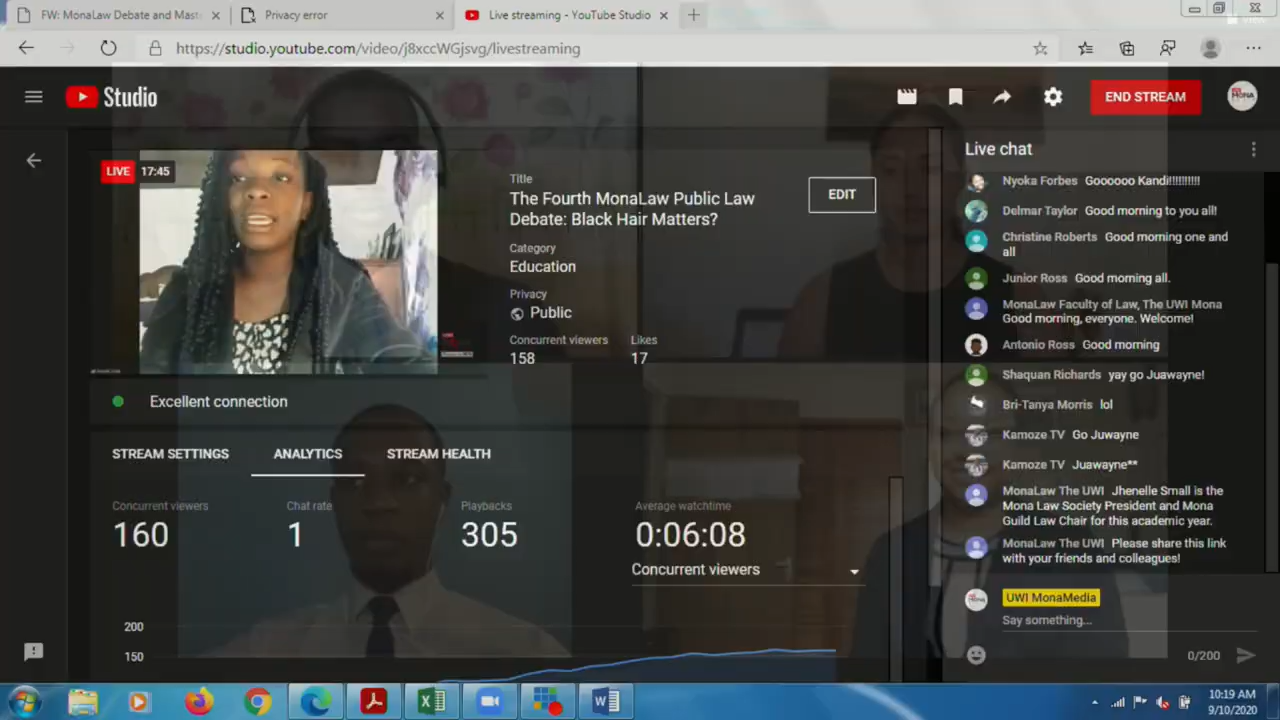 FW: MonaLaw Debate and Mast
Privacy error
Live streaming - YouTube Studio
https://studio.youtube.com/video/j8xccWGjsvg/livestreaming
View
Studio
END STREAM
LIVE 17:45
Title
The Fourth MonaLaw Public Law
Debate: Black Hair Matters?
EDIT
Category
Education
Privacy
Public
Concurrent viewers
Likes
158
17
Excellent connection
STREAM SETTINGS
ANALYTICS
STREAM HEALTH
Concurrent viewers
Chat rate
Playbacks
Average watchtime
160
1
305
0:06:08
Concurrent viewers
200
150
Live chat
Nyoka Forbes Goooooo Kandi!!!!!!!!!!
Delmar Taylor Good morning to you all!
Christine Roberts Good morning one and
all
Junior Ross Good morning all.
MonaLaw Faculty of Law, The UWI Mona
Good morning, everyone. Welcome!
Antonio Ross Good morning
Shaquan Richards yay go Juawayne!
Bri-Tanya Morris lol
Kamoze TV Go Juwayne
Kamoze TV Juawayne**
MonaLaw The UWI Jhenelle Small is the
Mona Law Society President and Mona
Guild Law Chair for this academic year.
MonaLaw The UWI Please share this link
with your friends and colleagues!
UWI MonaMedia
Say something...
0/200
10:19 AM
9/10/2020